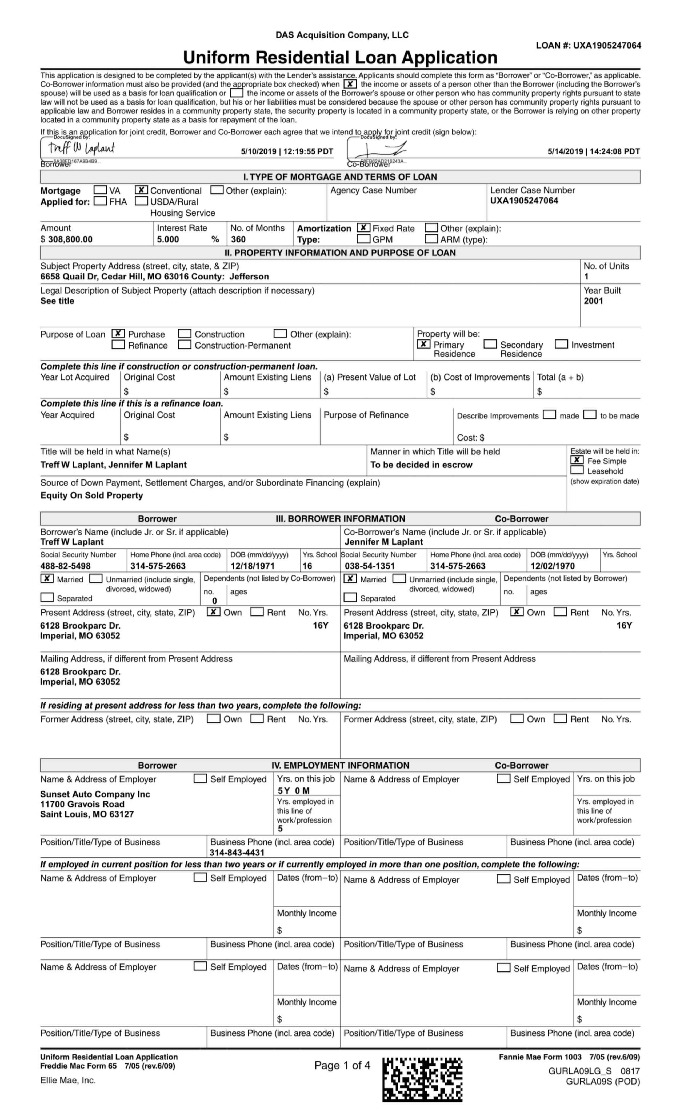 DAS Acquisition Company, LLC
LOAN #: UXA1905247064
Uniform Residential Loan Application
This application is designed to be completed by the applicant(s) with the Lender's assistance. Applicants should complete this form as "Borrower" or "Co-Borrower," as applicable.
Co-Borrower information must also be provided (and the appropriate box checked) when X the income or assets of a person other than the Borrower (including the Borrower's
spouse) will be used as a basis for loan qualification or the income or assets of the Borrower's spouse or other person who has community property rights pursuant to state
law will not be used as a basis for loan qualification, but his or her liabilities must be considered because the spouse or other person has community property rights pursuant to
applicable law and Borrower resides in a community property state, the security property is located in a community property state, or the Borrower is relying on other property
located in a community property state as a basis for repayment of the loan.
If this is an application for joint credit, Borrower and Co-Borrower each agree that we intend to apply for joint credit (sign below):
DocuSigned by: DocuSigned by:
Treff W Laplant 5/10/2019 | 12:19:55 PDT 5/14/2019 | 14:24:08 PDT
Borrower Co-Borrower
I. TYPE OF MORTGAGE AND TERMS OF LOAN
Mortgage VA X Conventional Other (explain): Agency Case Number Lender Case Number
Applied for: FHA USDA/Rural UXA1905247064
Housing Service
Amount Interest Rate No. of Months Amortization X Fixed Rate Other (explain):
$ 308,800.00 5.000 % 360 Type: GPM ARM (type):
II. PROPERTY INFORMATION AND PURPOSE OF LOAN
Subject Property Address (street, city, state, & ZIP) No. of Units
6658 Quail Dr, Cedar Hill, MO 63016 County: Jefferson 1
Legal Description of Subject Property (attach description if necessary) Year Built
See title 2001
Purpose of Loan X Purchase Construction Other (explain): Property will be:
Refinance Construction-Permanent X Primary Residence Secondary Residence Investment
Complete this line if construction or construction-permanent loan.
Year Lot Acquired Original Cost Amount Existing Liens (a) Present Value of Lot (b) Cost of Improvements Total (a + b)
$ $ $ $ $
Complete this line if this is a refinance loan.
Year Acquired Original Cost Amount Existing Liens Purpose of Refinance Describe Improvements made to be made
$ $ Cost: $
Title will be held in what Name(s) Manner in which Title will be held Estate will be held in:
Treff W Laplant, Jennifer M Laplant To be decided in escrow X Fee Simple
Leasehold
Source of Down Payment, Settlement Charges, and/or Subordinate Financing (explain) (show expiration date)
Equity On Sold Property
Borrower III. BORROWER INFORMATION Co-Borrower
Borrower's Name (include Jr. or Sr. if applicable) Co-Borrower's Name (include Jr. or Sr. if applicable)
Treff W Laplant Jennifer M Laplant
Social Security Number Home Phone (incl. area code) DOB (mm/dd/yyyy) Yrs. School Social Security Number Home Phone (incl. area code) DOB (mm/dd/yyyy) Yrs. School
488-82-5498 314-575-2663 12/18/1971 16 038-54-1351 314-575-2663 12/02/1970
X Married Unmarried (include single, Dependents (not listed by Co-Borrower) X Married Unmarried (include single, Dependents (not listed by Borrower)
Separated divorced, widowed) no. ages Separated divorced, widowed) no. ages
0
Present Address (street, city, state, ZIP) X Own Rent No. Yrs. Present Address (street, city, state, ZIP) X Own Rent No. Yrs.
6128 Brookparc Dr. 16Y 6128 Brookparc Dr. 16Y
Imperial, MO 63052 Imperial, MO 63052
Mailing Address, if different from Present Address Mailing Address, if different from Present Address
6128 Brookparc Dr.
Imperial, MO 63052
If residing at present address for less than two years, complete the following:
Former Address (street, city, state, ZIP) Own Rent No. Yrs. Former Address (street, city, state, ZIP) Own Rent No. Yrs.
Borrower IV. EMPLOYMENT INFORMATION Co-Borrower
Name & Address of Employer Self Employed Yrs. on this job Name & Address of Employer Self Employed Yrs. on this job
5 Y 0 M
Sunset Auto Company Inc
11700 Gravois Road
Saint Louis, MO 63127
Yrs. employed in this line of work/profession Yrs. employed in this line of work/profession
5
Position/Title/Type of Business Business Phone (incl. area code) Position/Title/Type of Business Business Phone (incl. area code)
314-843-4431
If employed in current position for less than two years or if currently employed in more than one position, complete the following:
Name & Address of Employer Self Employed Dates (from–to) Name & Address of Employer Self Employed Dates (from–to)
Monthly Income Monthly Income
$ $
Position/Title/Type of Business Business Phone (incl. area code) Position/Title/Type of Business Business Phone (incl. area code)
Name & Address of Employer Self Employed Dates (from–to) Name & Address of Employer Self Employed Dates (from–to)
Monthly Income Monthly Income
$ $
Position/Title/Type of Business Business Phone (incl. area code) Position/Title/Type of Business Business Phone (incl. area code)
Uniform Residential Loan Application Fannie Mae Form 1003 7/05 (rev.6/09)
Freddie Mac Form 65 7/05 (rev.6/09) Page 1 of 4 GURLA09LG_S 0817
Ellie Mae, Inc. GURLA09S (POD)